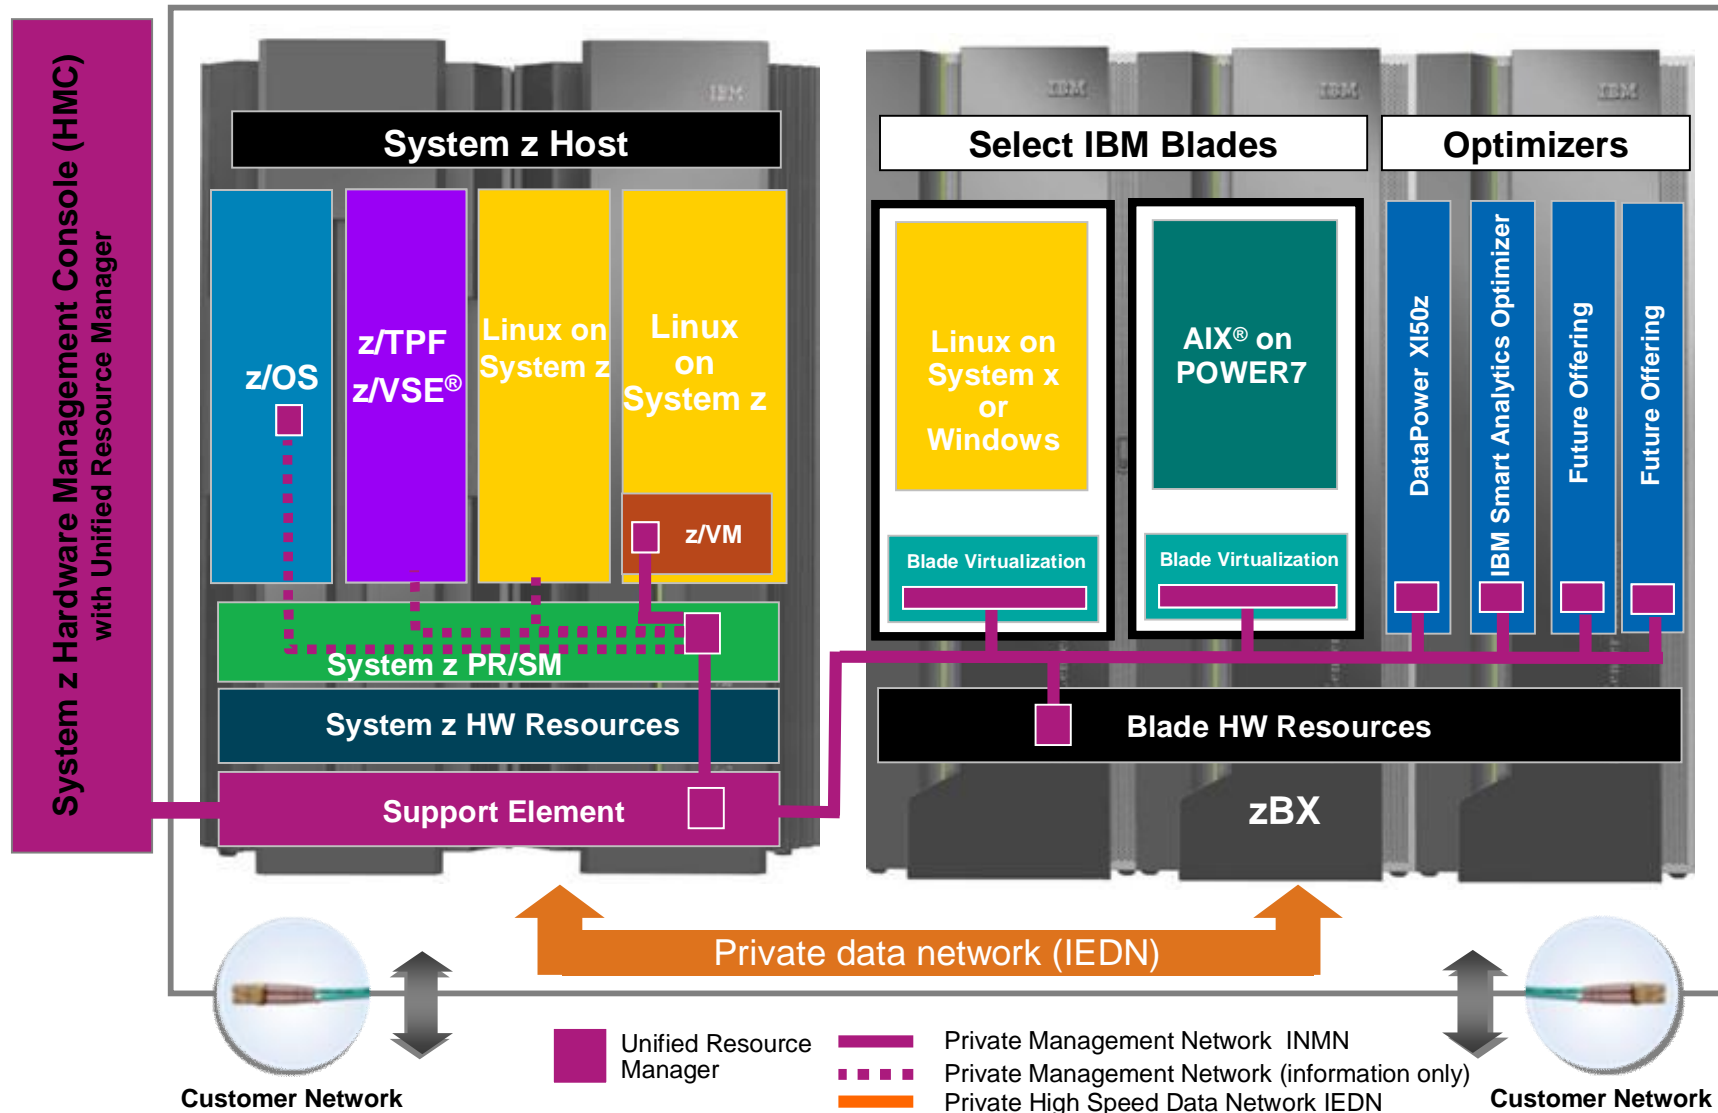 System z Hardware Management Console (HMC)
with Unified Resource Manager
IBM
IBM
IBM
IBM
System z Host
Select IBM Blades
Optimizers
z/OS
z/TPF
z/VSE®
Linux on
System z
Linux
on
System z
z/VM
Linux on
System x
or
Windows
AIX® on
POWER7
Blade Virtualization
Blade Virtualization
DataPower XI50z
IBM Smart Analytics Optimizer
Future Offering
Future Offering
System z PR/SM
System z HW Resources
Support Element
Blade HW Resources
zBX
Private data network (IEDN)
Customer Network
Unified Resource
Manager
Private Management Network INMN
Private Management Network (information only)
Private High Speed Data Network IEDN
Customer Network